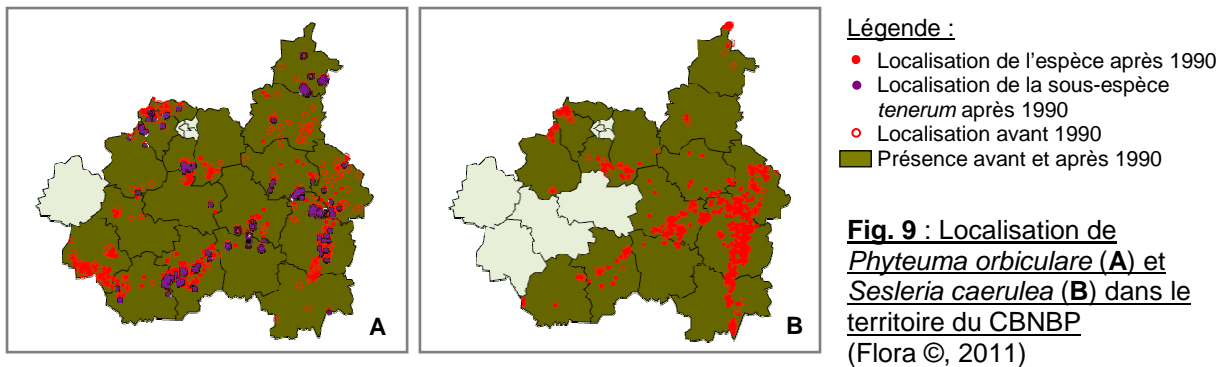 A
B
Légende :
Localisation de l'espèce après 1990
Localisation de la sous-espèce
tenerum après 1990
Localisation avant 1990
Présence avant et après 1990
Fig. 9 : Localisation de
Phyteuma orbiculare (A) et
Sesleria caerulea (B) dans le
territoire du CBNBP
(Flora ©, 2011)